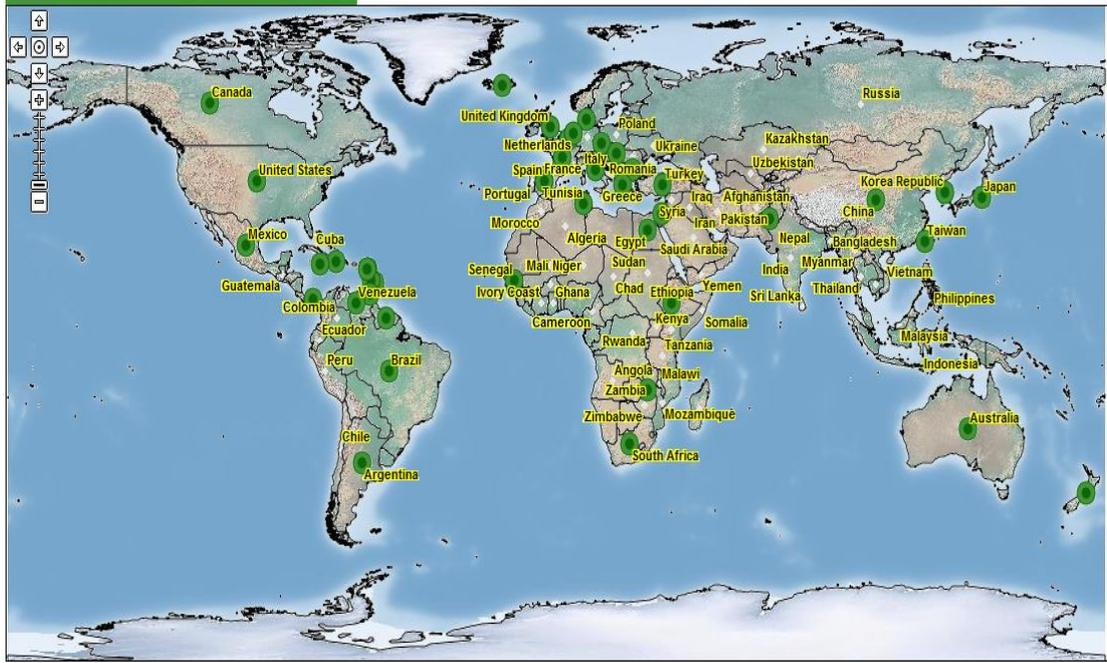 Canada
Russia
United Kingdom
Poland
Netherlands
Kazakhstan
Ukraine
Italy
Uzbekistan
United States
Spain
France
Romania
Turkey
Korea Republic
Japan
Portugal
Tunisia
Greece
Iraq
Afghanistan
Syria
China
Morocco
Iran
Pakistan
Taiwan
Mexico
Cuba
Algeria
Egypt
Saudi Arabia
Nepal
Bangladesh
Senegal
Mali
Niger
Sudan
India
Myanmar
Vietnam
Guatemala
Venezuela
Ivory Coast
Ghana
Chad
Ethiopia
Yemen
Sri Lanka
Thailand
Philippines
Colombia
Ecuador
Cameroon
Kenya
Somalia
Rwanda
Tanzania
Malaysia
Peru
Brazil
Angola
Malawi
Indonesia
Zambia
Zimbabwe
Mozambique
Australia
Chile
South Africa
Argentina